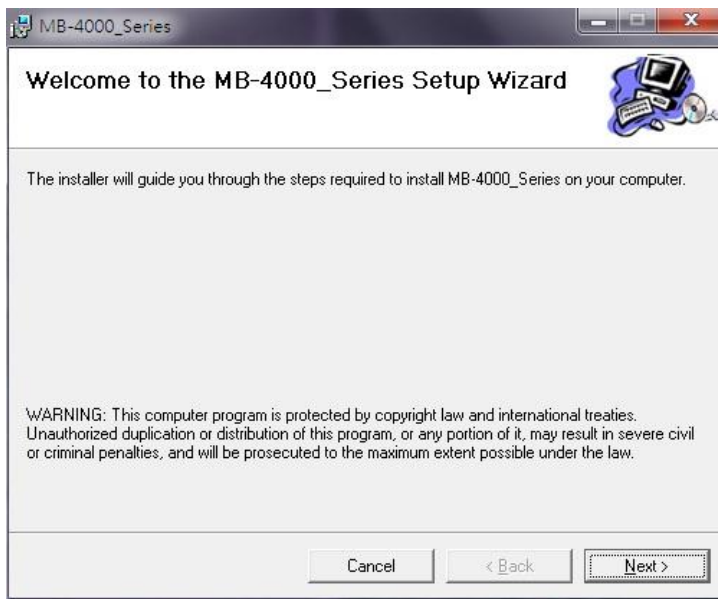 MB-4000_Series
Welcome to the MB-4000_Series Setup Wizard
The installer will guide you through the steps required to install MB-4000_Series on your computer.
WARNING: This computer program is protected by copyright law and international treaties.
Unauthorized duplication or distribution of this program, or any portion of it, may result in severe civil
or criminal penalties, and will be prosecuted to the maximum extent possible under the law.
Cancel < Back Next >